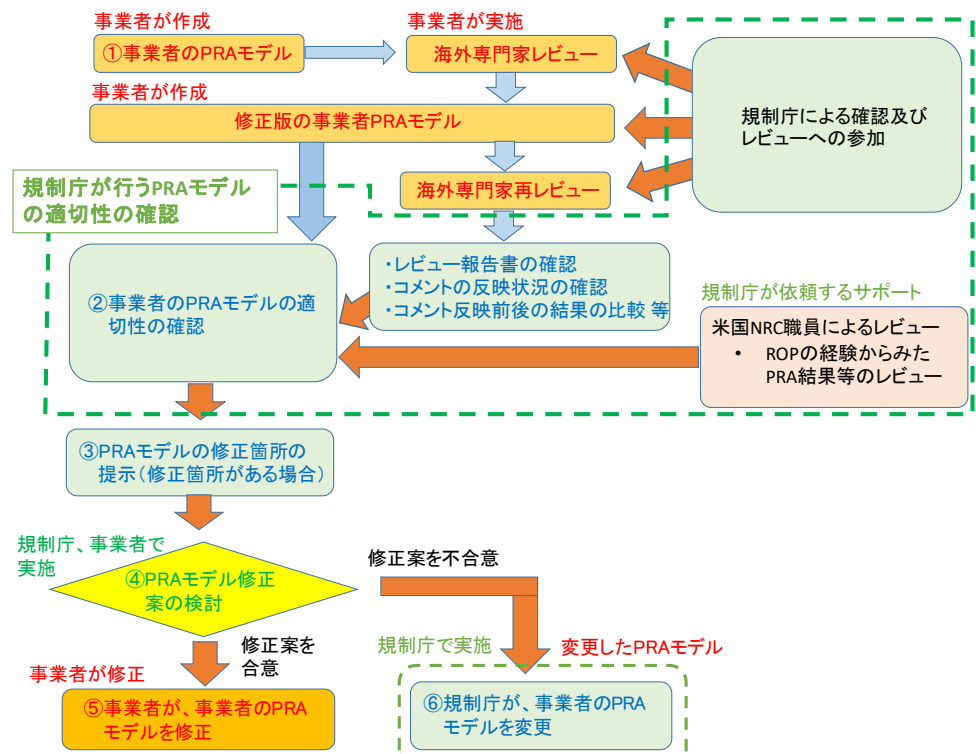 事業者が作成
①事業者のPRAモデル
事業者が実施
海外専門家レビュー
事業者が作成
修正版の事業者PRAモデル
規制庁による確認及び
レビューへの参加
海外専門家再レビュー
規制庁が行うPRAモデル
の適切性の確認
・レビュー報告書の確認
・コメントの反映状況の確認
・コメント反映前後の結果の比較 等
②事業者のPRAモデルの適
切性の確認
規制庁が依頼するサポート
米国NRC職員によるレビュー
• ROPの経験からみた
PRA結果等のレビュー
③PRAモデルの修正箇所の
提示(修正箇所がある場合)
規制庁、事業者で
実施
④PRAモデル修正
案の検討
修正案を不合意
修正案を
合意
規制庁で実施
変更したPRAモデル
事業者が修正
⑤事業者が、事業者のPRA
モデルを修正
⑥規制庁が、事業者のPRA
モデルを変更